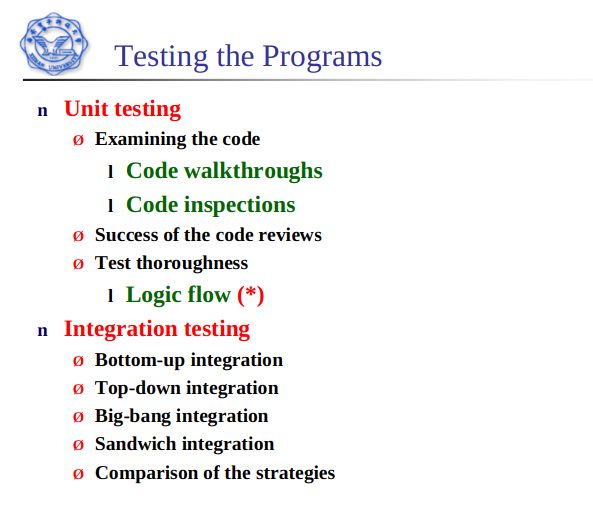 Testing the Programs
n Unit testing
Ø Examining the code
l Code walkthroughs
l Code inspections
Ø Success of the code reviews
Ø Test thoroughness
l Logic flow (*)
n Integration testing
Ø Bottom-up integration
Ø Top-down integration
Ø Big-bang integration
Ø Sandwich integration
Ø Comparison of the strategies